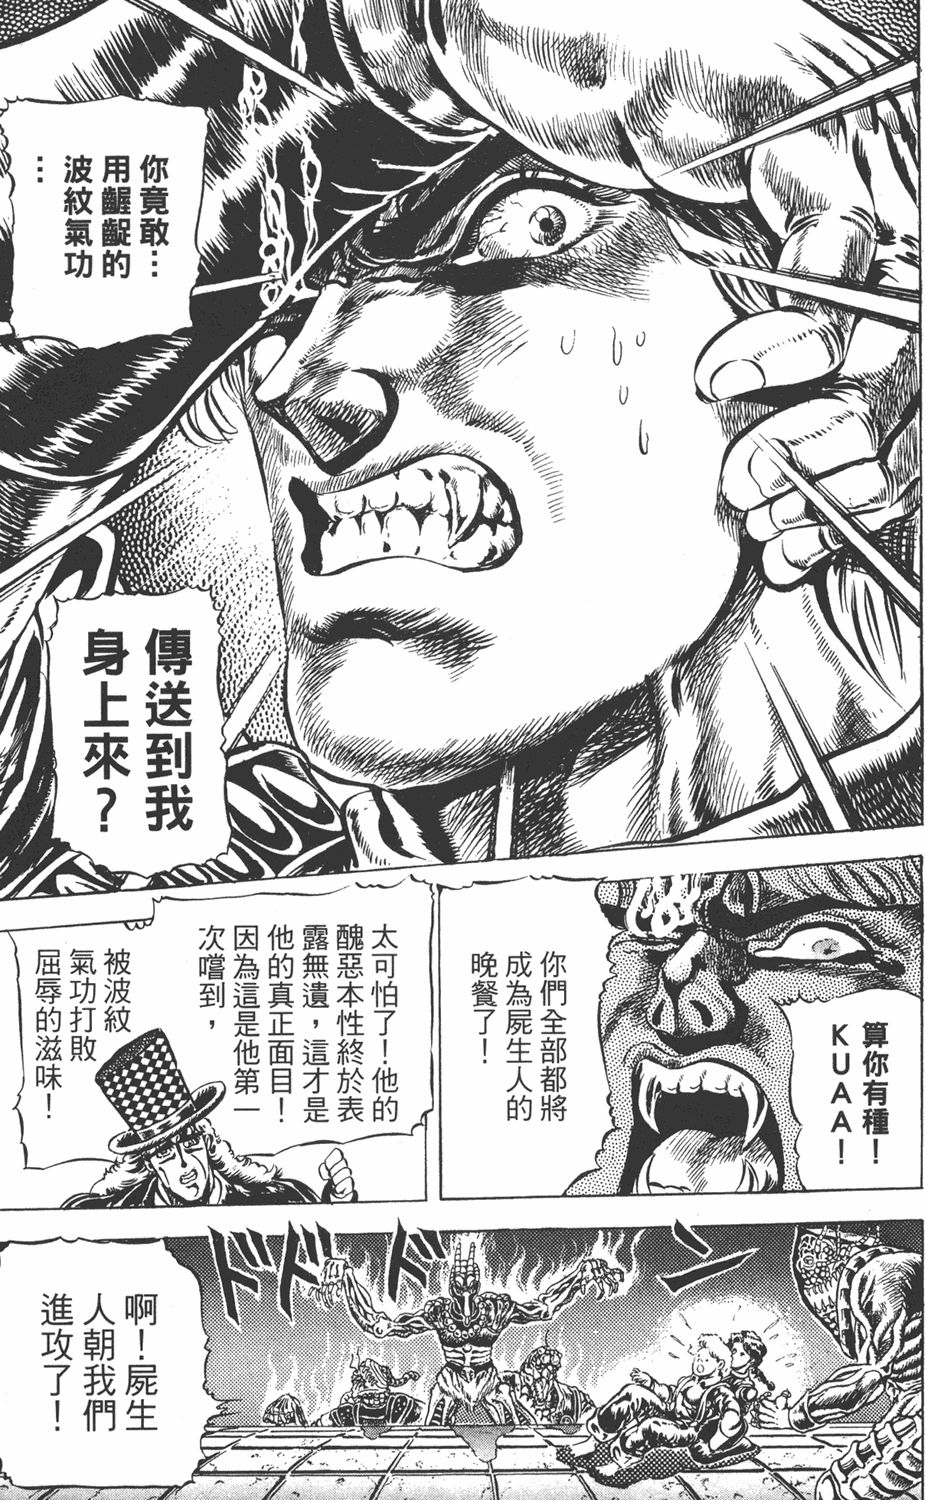 你竟敢…
用齷齪的
波紋氣功
…
傳送到我
身上來？
算你有種！
KUAA！
你們全部都將
成為屍生人的
晚餐了！
太可怕了！他的
醜惡本性終於表
露無遺，這才是
他的真正面目！
因為這是他第一
次嚐到，
被波紋
氣功打敗
屈辱的滋
味！
ドドドドーン
啊！屍生
人朝我們
進攻了！